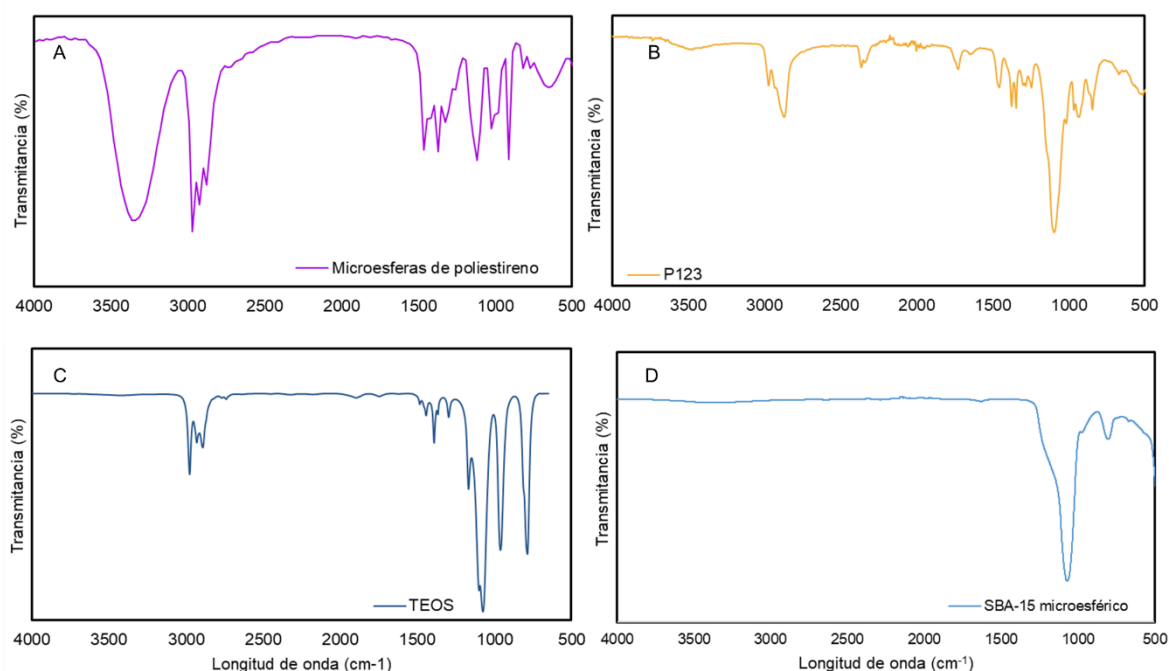 A
Transmitancia (%)
Microesferas de poliestireno
4000 3500 3000 2500 2000 1500 1000 500
B
Transmitancia (%)
P123
4000 3500 3000 2500 2000 1500 1000 500
C
Transmitancia (%)
TEOS
4000 3500 3000 2500 2000 1500 1000 500
Longitud de onda (cm-1)
D
Transmitancia (%)
SBA-15 microesférico
4000 3500 3000 2500 2000 1500 1000 500
Longitud de onda (cm⁻¹)